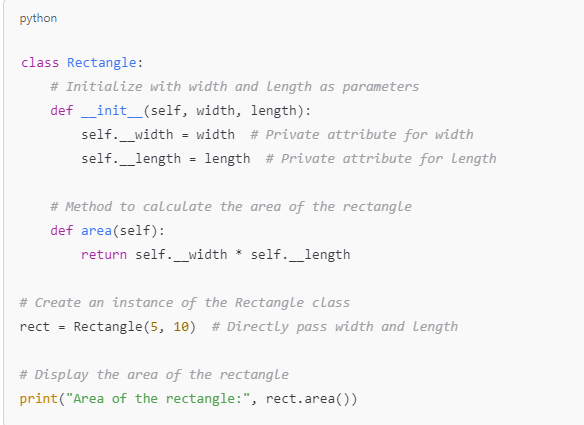 python
class Rectangle:
    # Initialize with width and length as parameters
    def __init__(self, width, length):
        self.__width = width  # Private attribute for width
        self.__length = length  # Private attribute for length
    # Method to calculate the area of the rectangle
    def area(self):
        return self.__width * self.__length
# Create an instance of the Rectangle class
rect = Rectangle(5, 10)  # Directly pass width and length
# Display the area of the rectangle
print("Area of the rectangle:", rect.area())